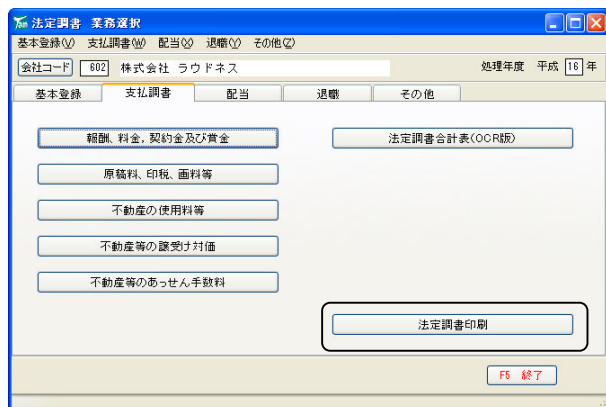 法定調書 業務選択
基本登録(V) 支払調書(W) 配当(X) 退職(Y) その他(Z)
会社コード 602 株式会社 ラウドネス 処理年度 平成 16 年
基本登録 支払調書 配当 退職 その他
報酬、料金，契約金及び賞金 法定調書合計表(OCR版)
原稿料、印税、画料等
不動産の使用料等
不動産等の譲受け対価
不動産等のあっせん手数料
法定調書印刷
F5 終了